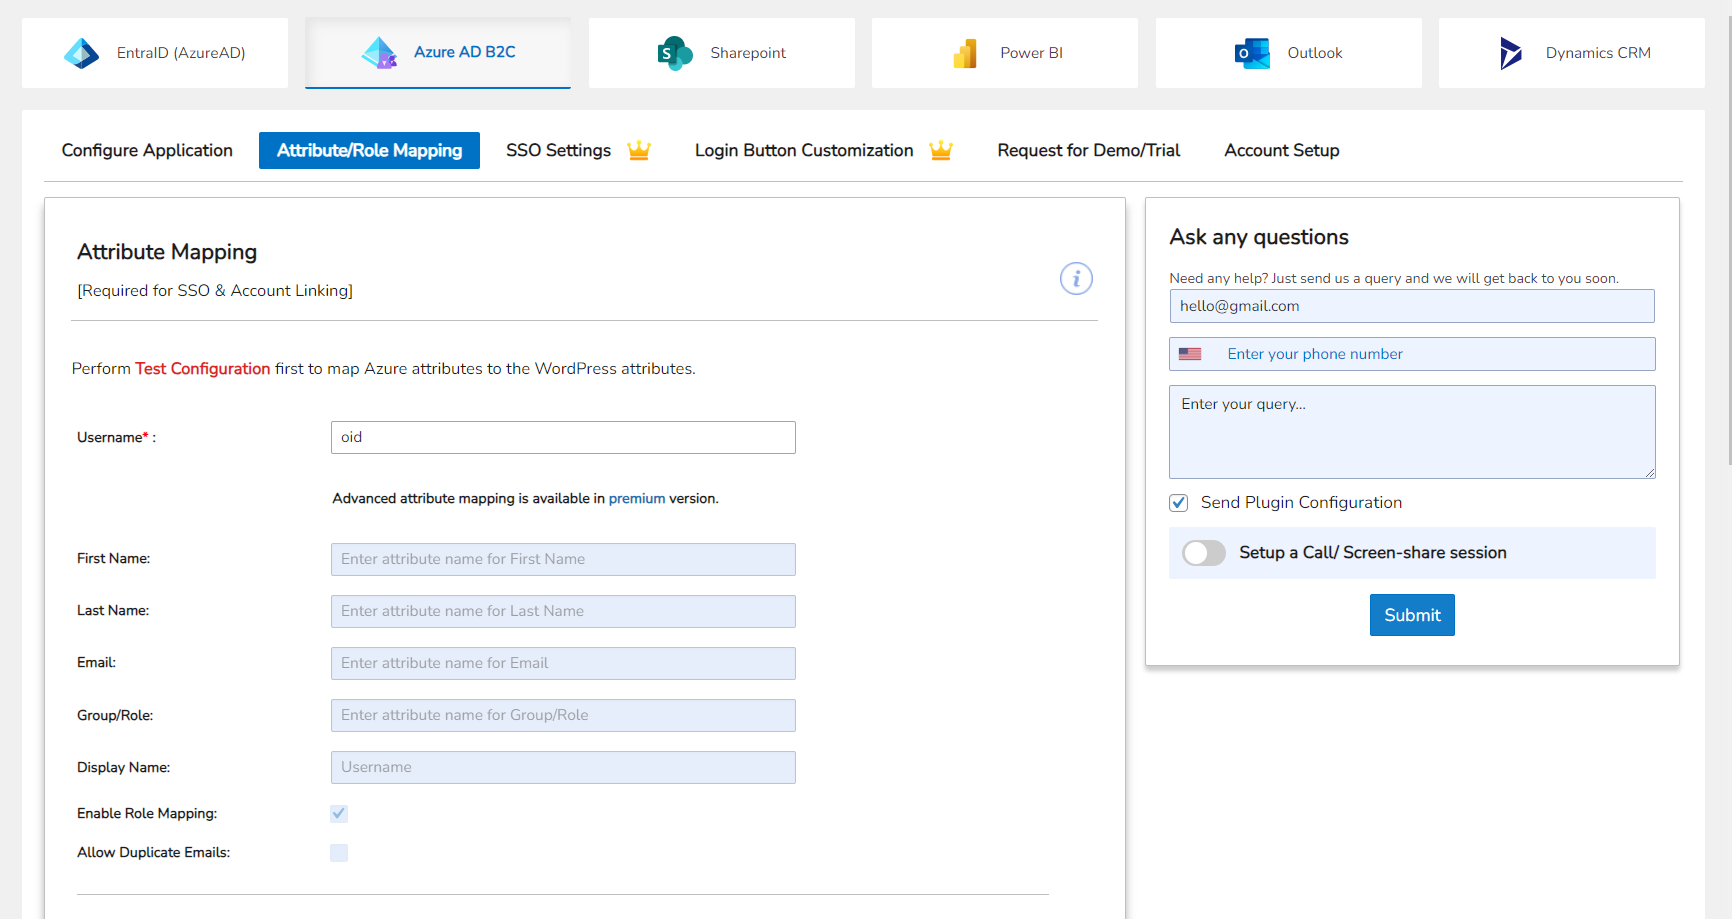 EntraID (AzureAD)
Azure AD B2C
S
Sharepoint
Power BI
O
Outlook
Dynamics CRM
Configure Application
Attribute/Role Mapping
SSO Settings
Login Button Customization
Request for Demo/Trial
Account Setup
Attribute Mapping
[Required for SSO & Account Linking]
i
Perform Test Configuration first to map Azure attributes to the WordPress attributes.
Username* :
oid
Advanced attribute mapping is available in premium version.
First Name:
Enter attribute name for First Name
Last Name:
Enter attribute name for Last Name
Email:
Enter attribute name for Email
Group/Role:
Enter attribute name for Group/Role
Display Name:
Username
Enable Role Mapping:
Allow Duplicate Emails:
Ask any questions
Need any help? Just send us a query and we will get back to you soon.
hello@gmail.com
Enter your phone number
Enter your query...
Send Plugin Configuration
Setup a Call/ Screen-share session
Submit